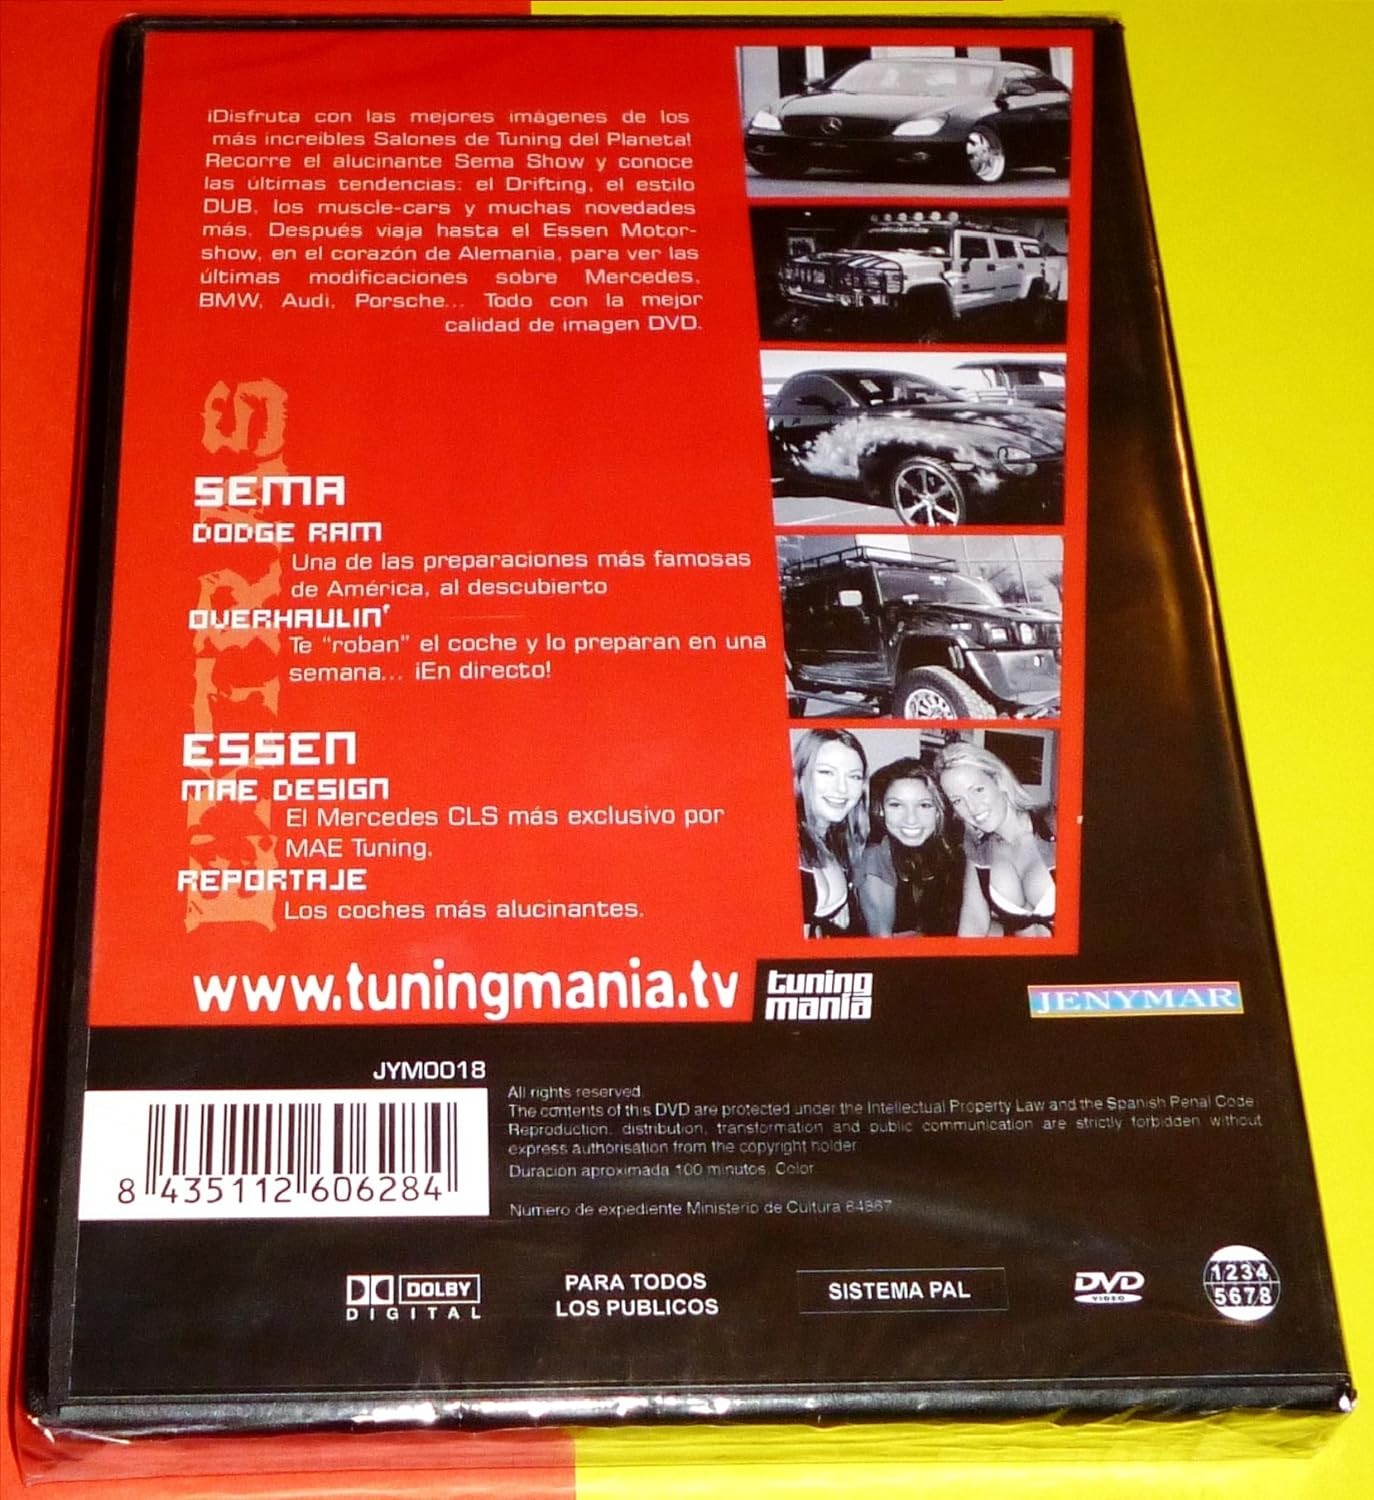 ¡Disfruta con las mejores imágenes de los
más increíbles Salones de Tuning del Planeta!
Recorre el alucinante Sema Show y conoce
las últimas tendencias: el Drifting, el estilo
DUB, los muscle-cars y muchas novedades
más. Después viaja hasta el Essen Motor-
show, en el corazón de Alemania, para ver las
últimas modificaciones sobre Mercedes,
BMW, Audi, Porsche... Todo con la mejor
calidad de imagen DVD.
EXTRAS
SEMA
DODGE RAM
Una de las preparaciones más famosas
de América, al descubierto
OVERHAULIN'
Te "roban" el coche y lo preparan en una
semana... ¡En directo!
ESSEN
MAE DESIGN
El Mercedes CLS más exclusivo por
MAE Tuning.
REPORTAJE
Los coches más alucinantes.
www.tuningmania.tv
tuning
manía
JENYMAR
JYM0018
8 435112 606284
All rights reserved.
The contents of this DVD are protected under the Intellectual Property Law and the Spanish Penal Code.
Reproduction, distribution, transformation and public communication are strictly forbidden without
express authorisation from the copyright holder
Duración aproximada 100 minutos. Color
Numero de expediente Ministerio de Cultura 84867
DOLBY
DIGITAL
PARA TODOS
LOS PUBLICOS
SISTEMA PAL
DVD
VIDEO
1234
5678